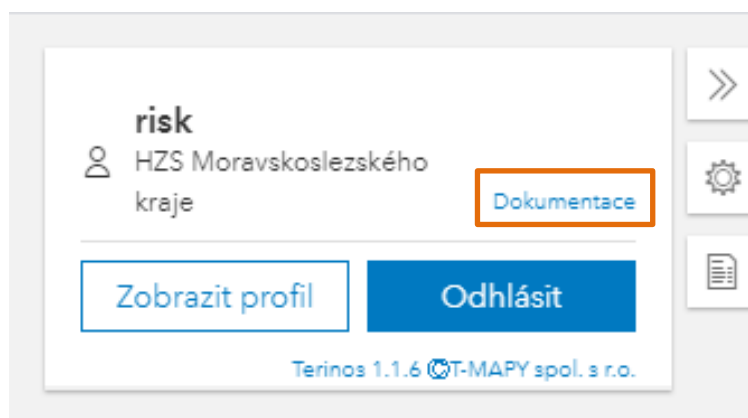 risk
HZS Moravskoslezského
kraje
Dokumentace
Zobrazit profil
Odhlásit
Terinos 1.1.6 ©T-MAPY spol. s r.o.